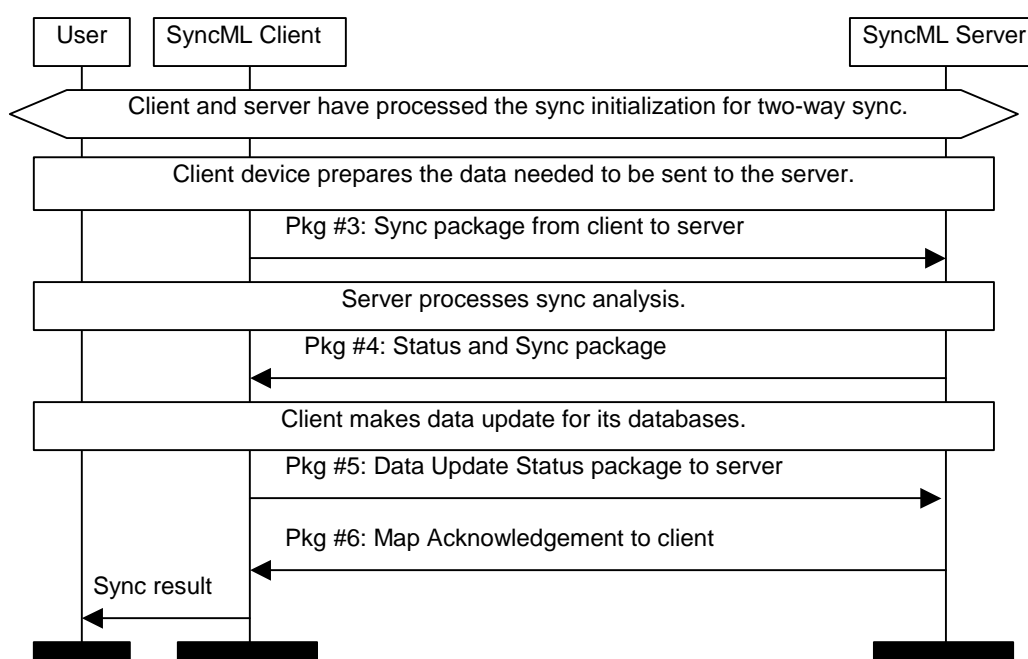 User
SyncML Client
SyncML Server
Client and server have processed the sync initialization for two-way sync.
Client device prepares the data needed to be sent to the server.
Pkg #3: Sync package from client to server
Server processes sync analysis.
Pkg #4: Status and Sync package
Client makes data update for its databases.
Pkg #5: Data Update Status package to server
Pkg #6: Map Acknowledgement to client
Sync result